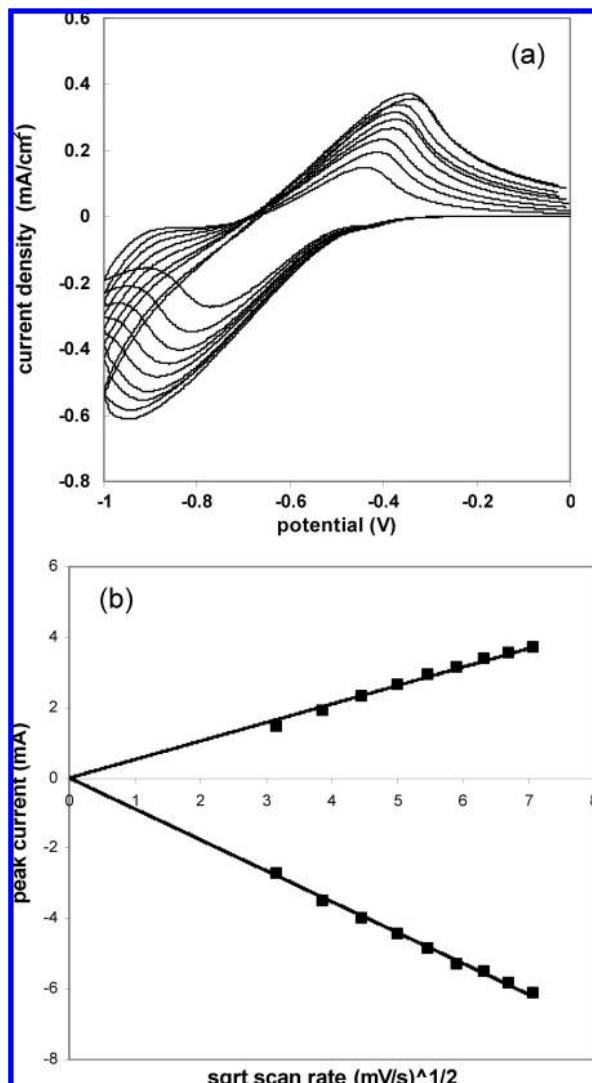 0.6
(a)
0.4
0.2
0
-0.2
-0.4
-0.6
-0.8
current density (mA/cm²)
-1 -0.8 -0.6 -0.4 -0.2 0
potential (V)
6
(b)
4
2
0
-2
-4
-6
-8
peak current (mA)
0 1 2 3 4 5 6 7 8
sqrt scan rate (mV/s)^1/2